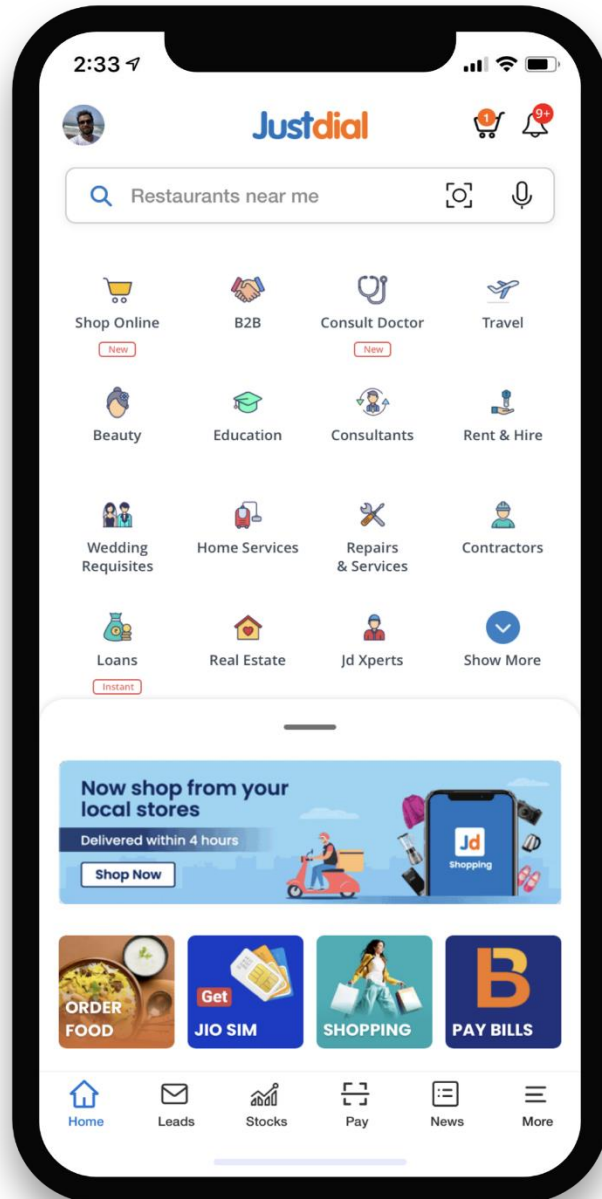 2:33
Justdial
1
9+
Restaurants near me
Shop Online
New
B2B
Consult Doctor
New
Travel
Beauty
Education
Consultants
Rent & Hire
Wedding
Requisites
Home Services
Repairs
& Services
Contractors
Loans
Instant
Real Estate
Jd Xperts
Show More
Now shop from your
local stores
Delivered within 4 hours
Shop Now
Jd
Shopping
ORDER
FOOD
Get
JIO SIM
SHOPPING
B
PAY BILLS
Home
Leads
Stocks
Pay
News
More